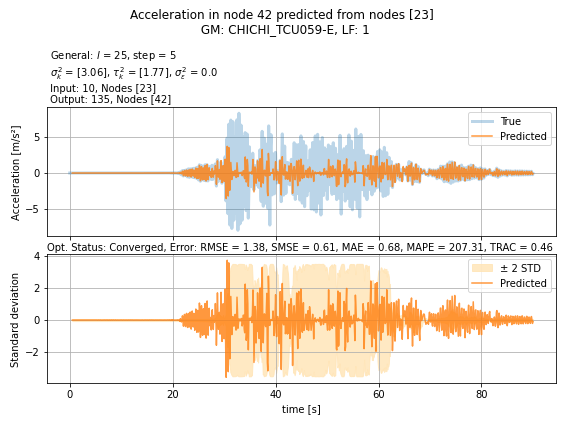 Acceleration in node 42 predicted from nodes [23]
GM: CHICHI_TCU059-E, LF: 1
General: l = 25, step = 5
σ²ₖ = [3.06], τ²ₖ = [1.77], σ²ε = 0.0
Input: 10, Nodes [23]
Output: 135, Nodes [42]
Acceleration [m/s²]
5
0
−5
True
Predicted
Opt. Status: Converged, Error: RMSE = 1.38, SMSE = 0.61, MAE = 0.68, MAPE = 207.31, TRAC = 0.46
Standard deviation
4
2
0
−2
± 2 STD
Predicted
0 20 40 60 80
time [s]